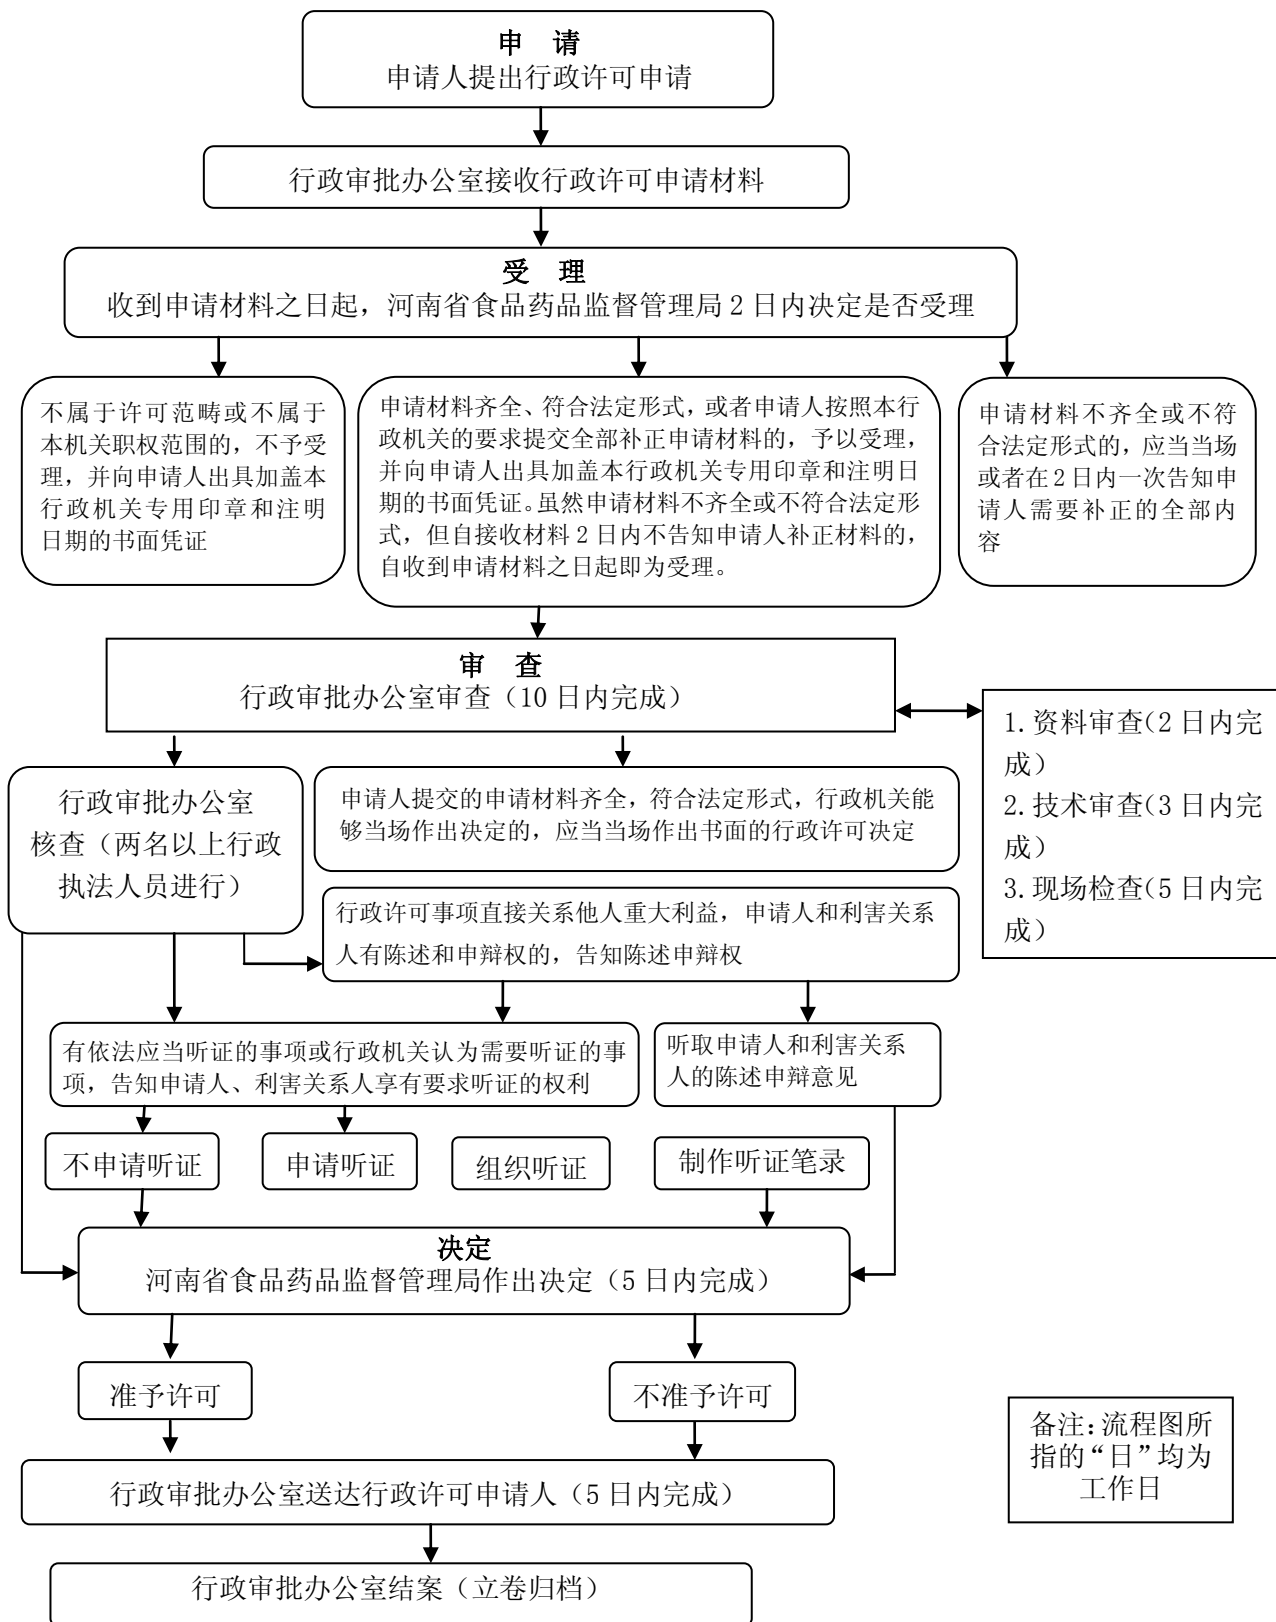 申 请
申请人提出行政许可申请
行政审批办公室接收行政许可申请材料
受 理
收到申请材料之日起，河南省食品药品监督管理局 2 日内决定是否受理
不属于许可范畴或不属于
本机关职权范围的，不予受
理，并向申请人出具加盖本
行政机关专用印章和注明
日期的书面凭证
申请材料齐全、符合法定形式，或者申请人按照本行
政机关的要求提交全部补正申请材料的，予以受理，
并向申请人出具加盖本行政机关专用印章和注明日
期的书面凭证。虽然申请材料不齐全或不符合法定形
式，但自接收材料 2 日内不告知申请人补正材料的，
自收到申请材料之日起即为受理。
申请材料不齐全或不符
合法定形式的，应当当场
或者在 2 日内一次告知申
请人需要补正的全部内
容
审 查
行政审批办公室审查（10 日内完成）
1.资料审查(2 日内完
成）
2.技术审查(3 日内完
成）
3.现场检查(5 日内完
成）
行政审批办公室
核查（两名以上行政
执法人员进行）
申请人提交的申请材料齐全，符合法定形式，行政机关能
够当场作出决定的，应当当场作出书面的行政许可决定
行政许可事项直接关系他人重大利益，申请人和利害关系
人有陈述和申辩权的，告知陈述申辩权
有依法应当听证的事项或行政机关认为需要听证的事
项，告知申请人、利害关系人享有要求听证的权利
听取申请人和利害关系
人的陈述申辩意见
不申请听证
申请听证
组织听证
制作听证笔录
决定
河南省食品药品监督管理局作出决定（5 日内完成）
准予许可
不准予许可
备注：流程图所
指的“日”均为
工作日
行政审批办公室送达行政许可申请人（5 日内完成）
行政审批办公室结案（立卷归档）